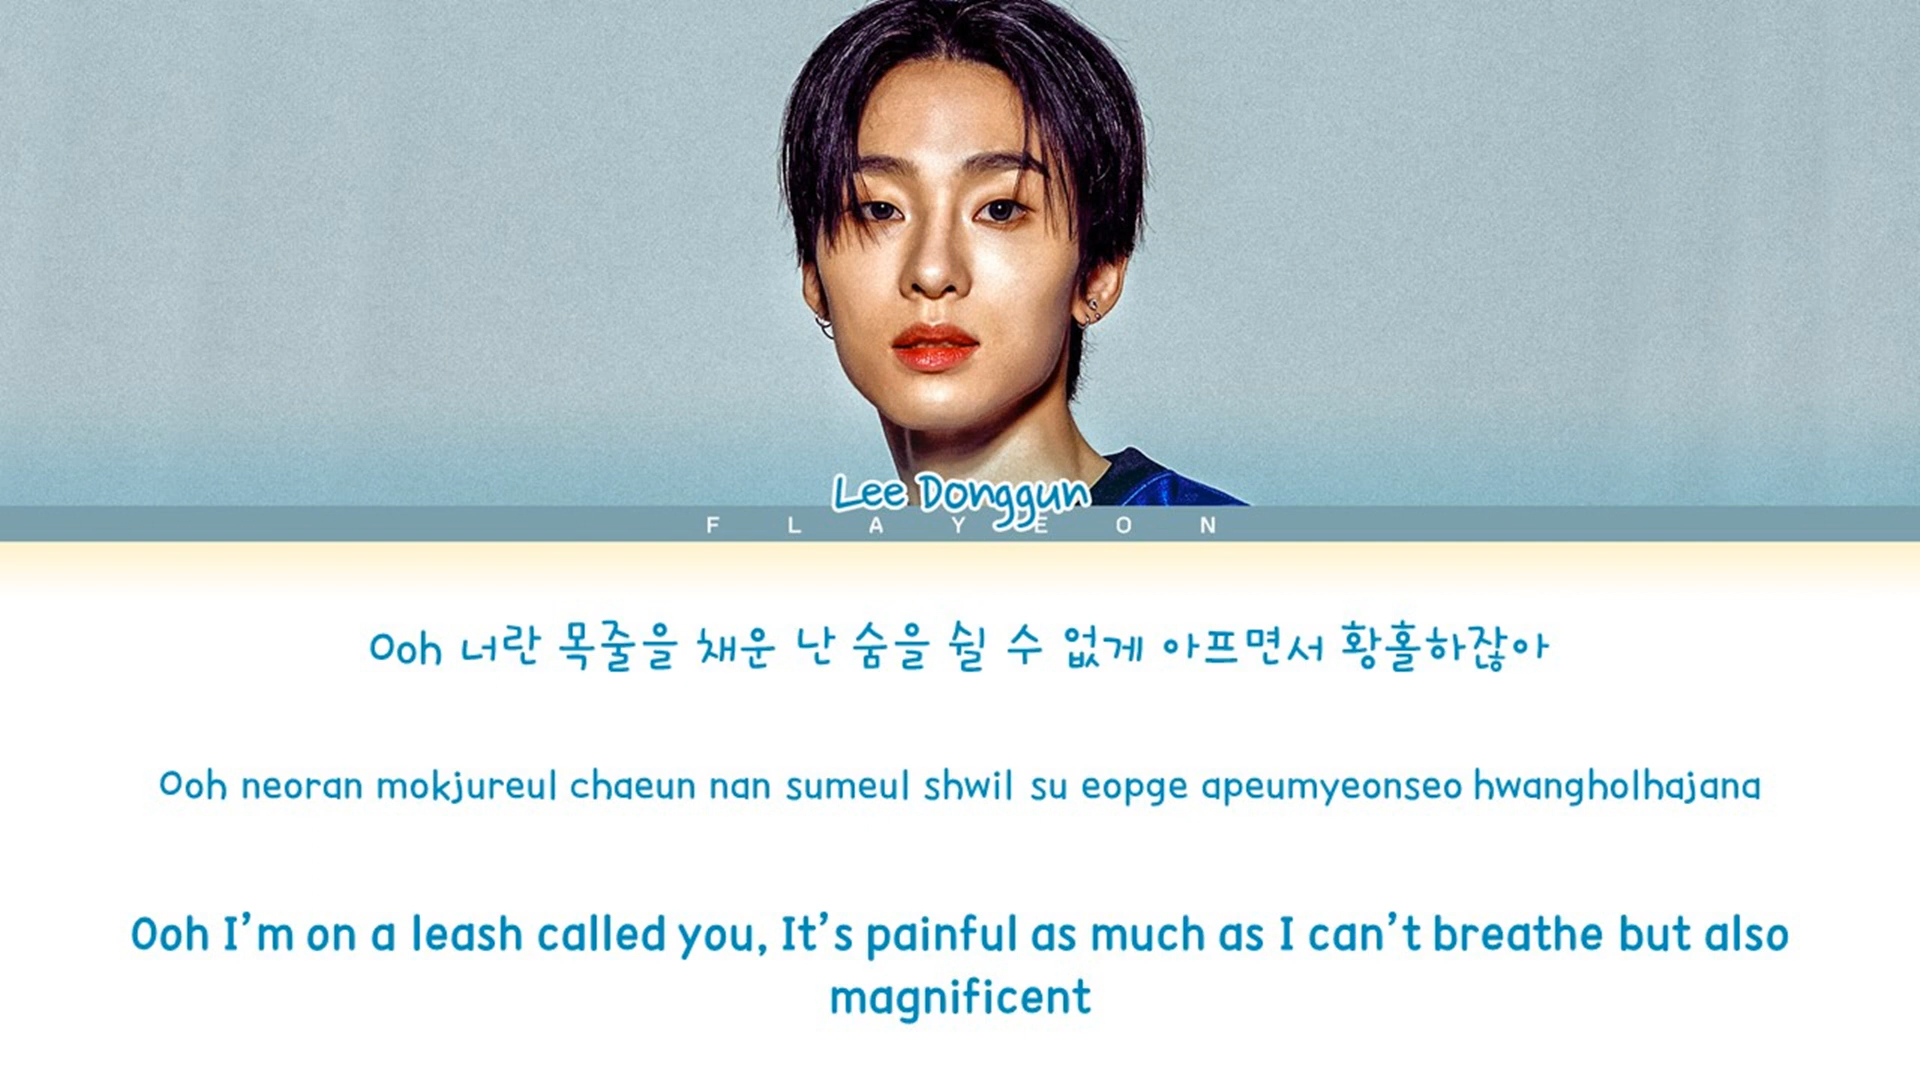 Lee Donggun
F L A Y E O N
Ooh 너란 목줄을 채운 난 숨을 쉴 수 없게 아프면서 황홀하잖아
Ooh neoran mokjureul chaeun nan sumeul shwil su eopge apeumyeonseo hwangholhajana
Ooh I'm on a leash called you, It's painful as much as I can't breathe but also
magnificent